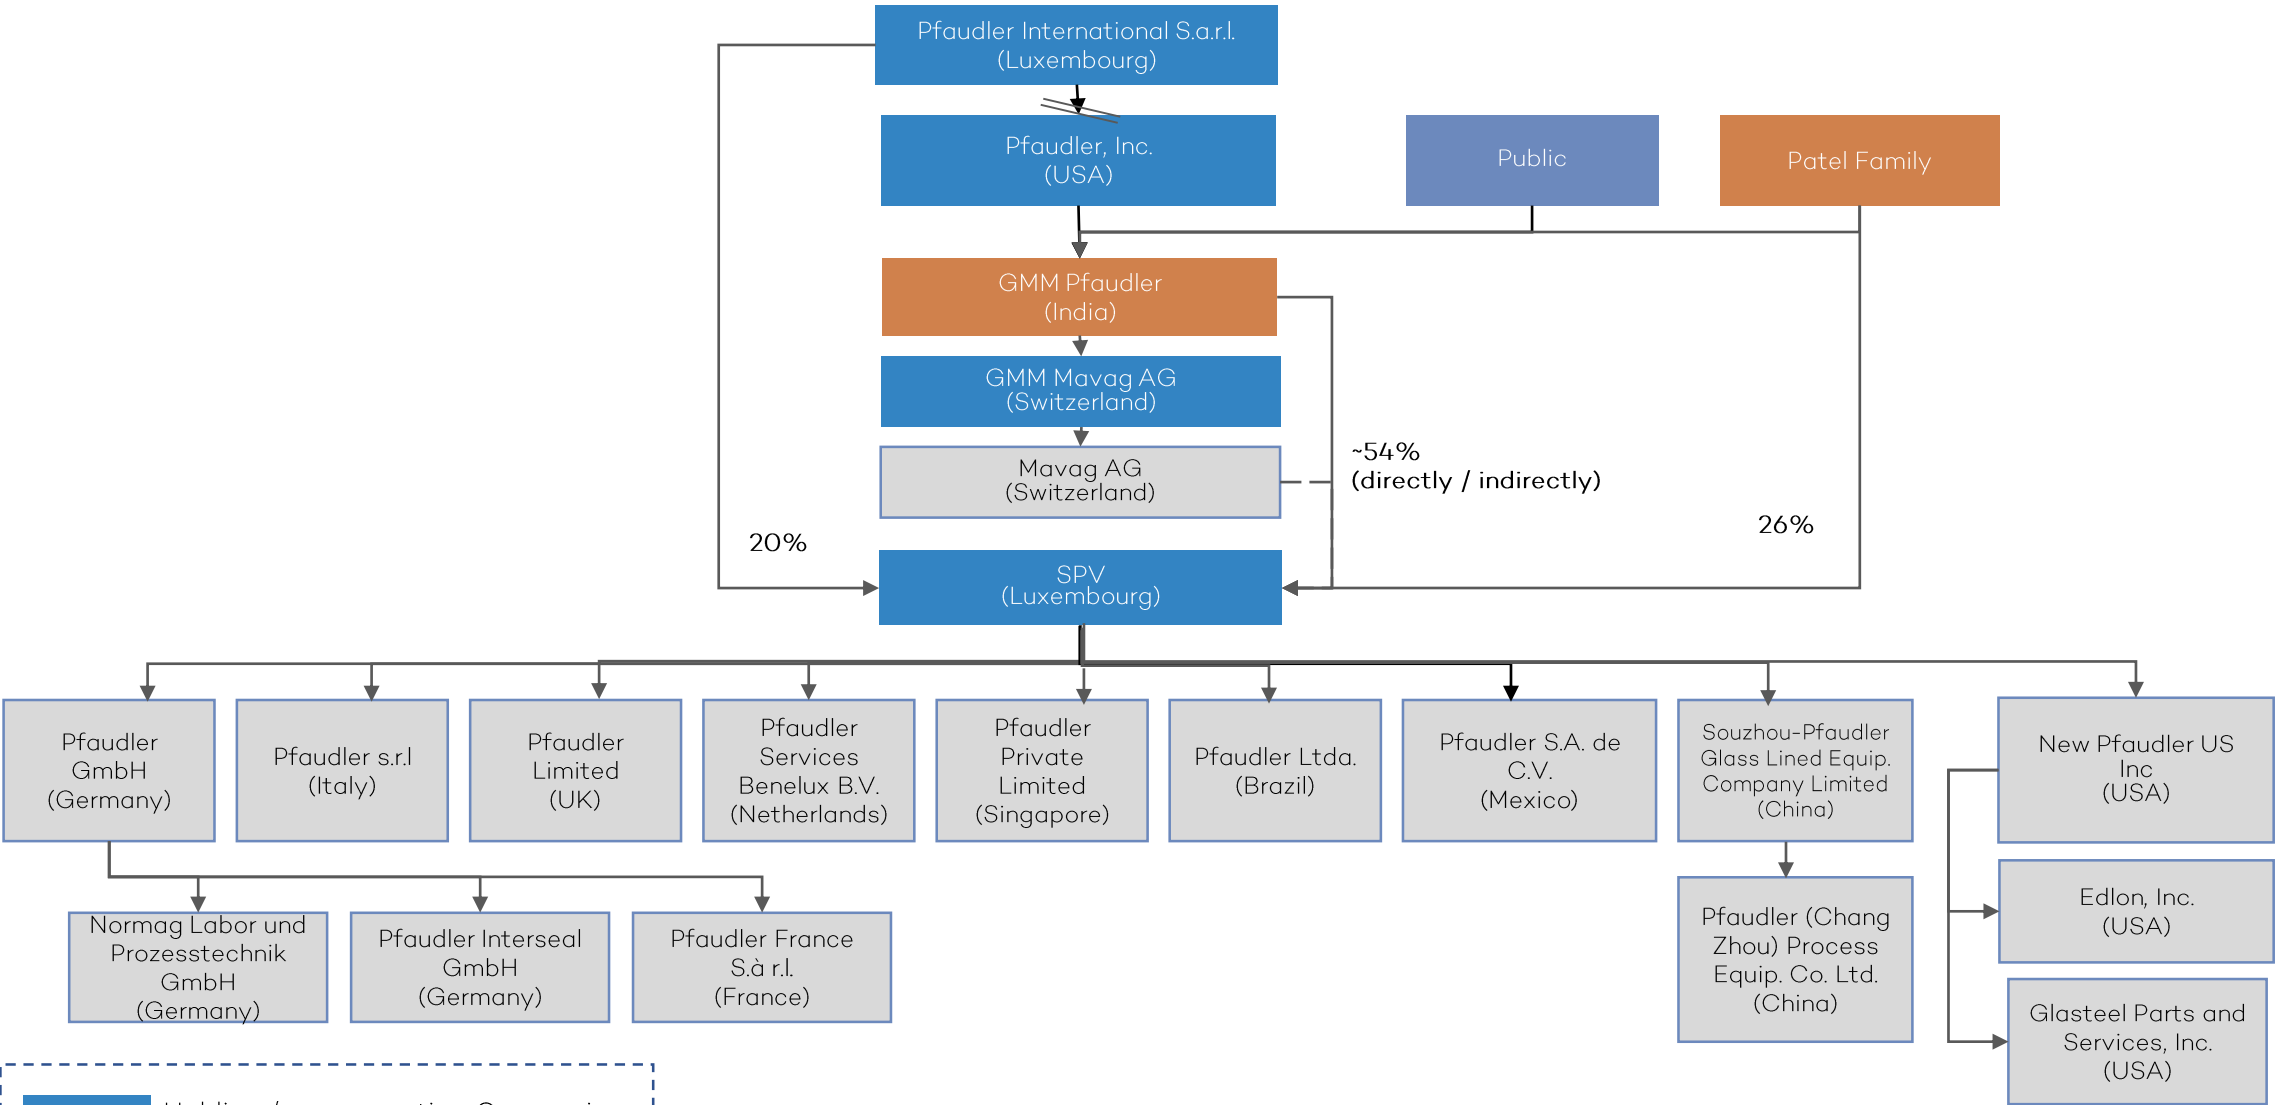 Pfaudler International S.a.r.l.
(Luxembourg)
Pfaudler, Inc.
(USA)
Public
Patel Family
GMM Pfaudler
(India)
GMM Mavag AG
(Switzerland)
Mavag AG
(Switzerland)
~54%
(directly / indirectly)
20%
26%
SPV
(Luxembourg)
Pfaudler
GmbH
(Germany)
Pfaudler s.r.l
(Italy)
Pfaudler
Limited
(UK)
Pfaudler
Services
Benelux B.V.
(Netherlands)
Pfaudler
Private
Limited
(Singapore)
Pfaudler Ltda.
(Brazil)
Pfaudler S.A. de
C.V.
(Mexico)
Souzhou-Pfaudler
Glass Lined Equip.
Company Limited
(China)
New Pfaudler US
Inc
(USA)
Normag Labor und
Prozesstechnik
GmbH
(Germany)
Pfaudler Interseal
GmbH
(Germany)
Pfaudler France
S.à r.l.
(France)
Pfaudler (Chang
Zhou) Process
Equip. Co. Ltd.
(China)
Edlon, Inc.
(USA)
Glasteel Parts and
Services, Inc.
(USA)